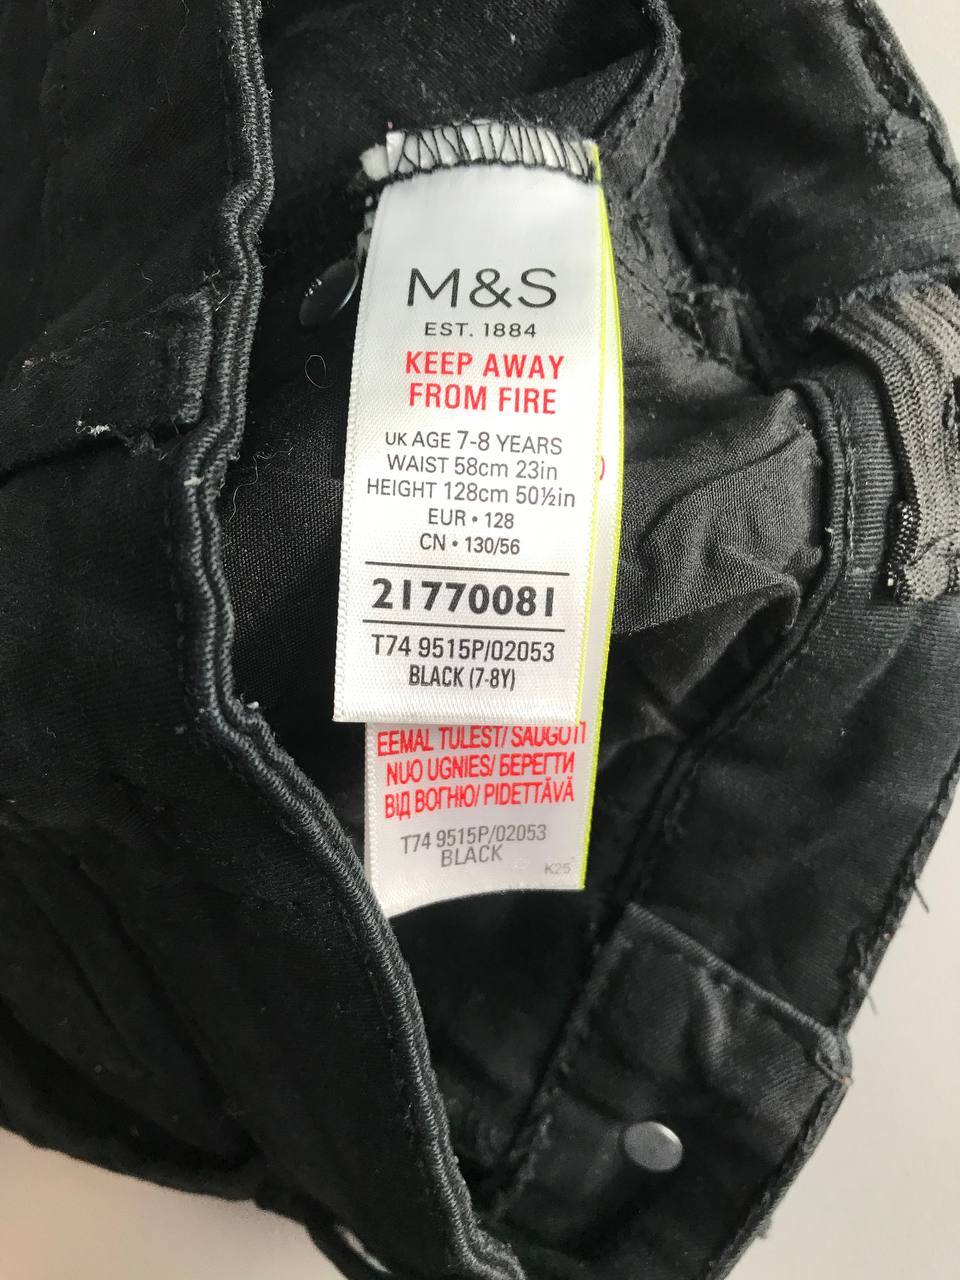 M&S
EST. 1884
KEEP AWAY
FROM FIRE
UK AGE 7-8 YEARS
WAIST 58cm 23in
HEIGHT 128cm 50½in
EUR • 128
CN • 130/56
21770081
T74 9515P/02053
BLACK (7-8Y)
EEMAL TULEST/ SAUGOTI
NUO UGNIES/ БЕРЕГТИ
ВІД ВОГНЮ/ PIDETTÄVÄ
T74 9515P/02053
BLACK
K25